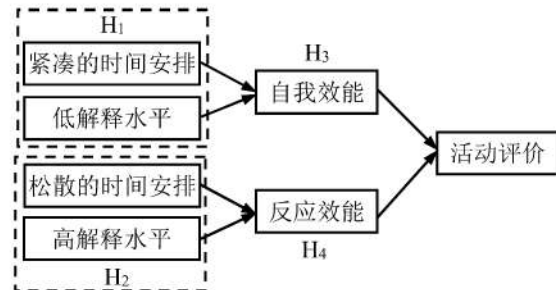 H1
紧凑的时间安排
低解释水平
H3
自我效能
松散的时间安排
高解释水平
H2
反应效能
H4
活动评价